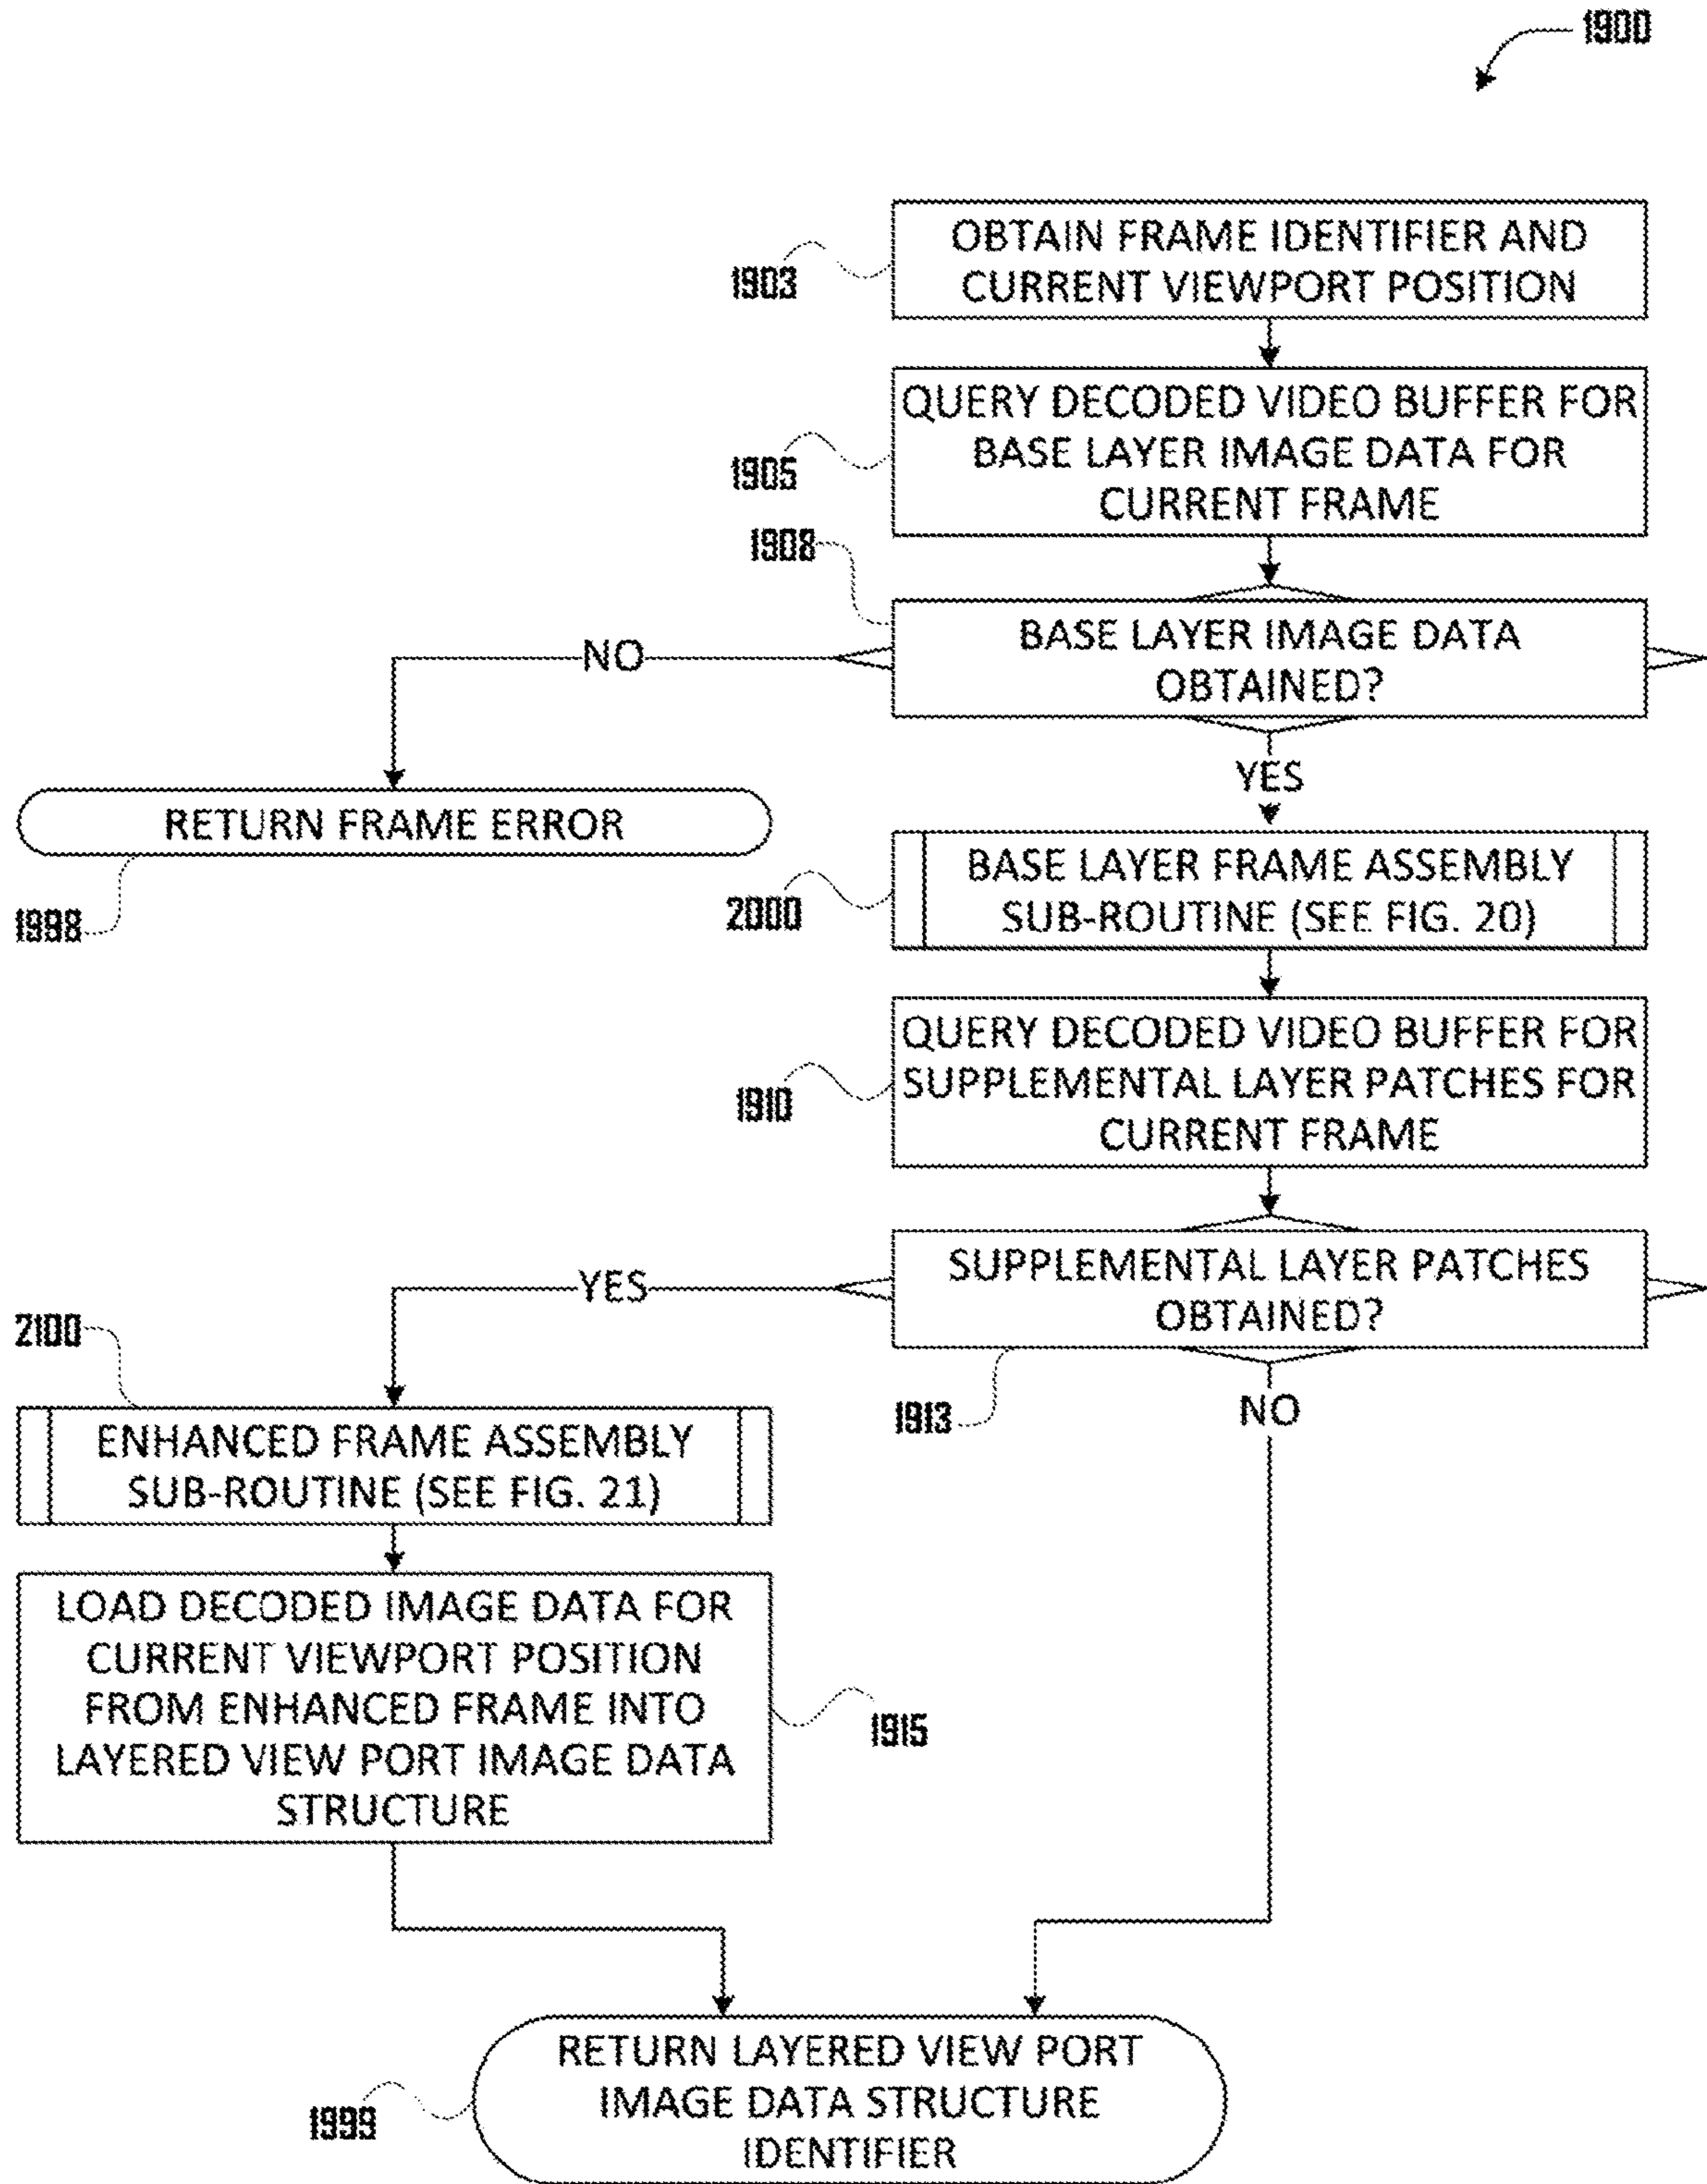 1900
OBTAIN FRAME IDENTIFIER AND
CURRENT VIEWPORT POSITION
1903
QUERY DECODED VIDEO BUFFER FOR
BASE LAYER IMAGE DATA FOR
CURRENT FRAME
1905
1908
BASE LAYER IMAGE DATA
OBTAINED?
NO
YES
RETURN FRAME ERROR
1998
BASE LAYER FRAME ASSEMBLY
SUB-ROUTINE (SEE FIG. 20)
2000
QUERY DECODED VIDEO BUFFER FOR
SUPPLEMENTAL LAYER PATCHES FOR
CURRENT FRAME
1910
SUPPLEMENTAL LAYER PATCHES
OBTAINED?
YES
1913
NO
2100
ENHANCED FRAME ASSEMBLY
SUB-ROUTINE (SEE FIG. 21)
LOAD DECODED IMAGE DATA FOR
CURRENT VIEWPORT POSITION
FROM ENHANCED FRAME INTO
LAYERED VIEW PORT IMAGE DATA
STRUCTURE
1915
RETURN LAYERED VIEW PORT
IMAGE DATA STRUCTURE
IDENTIFIER
1999